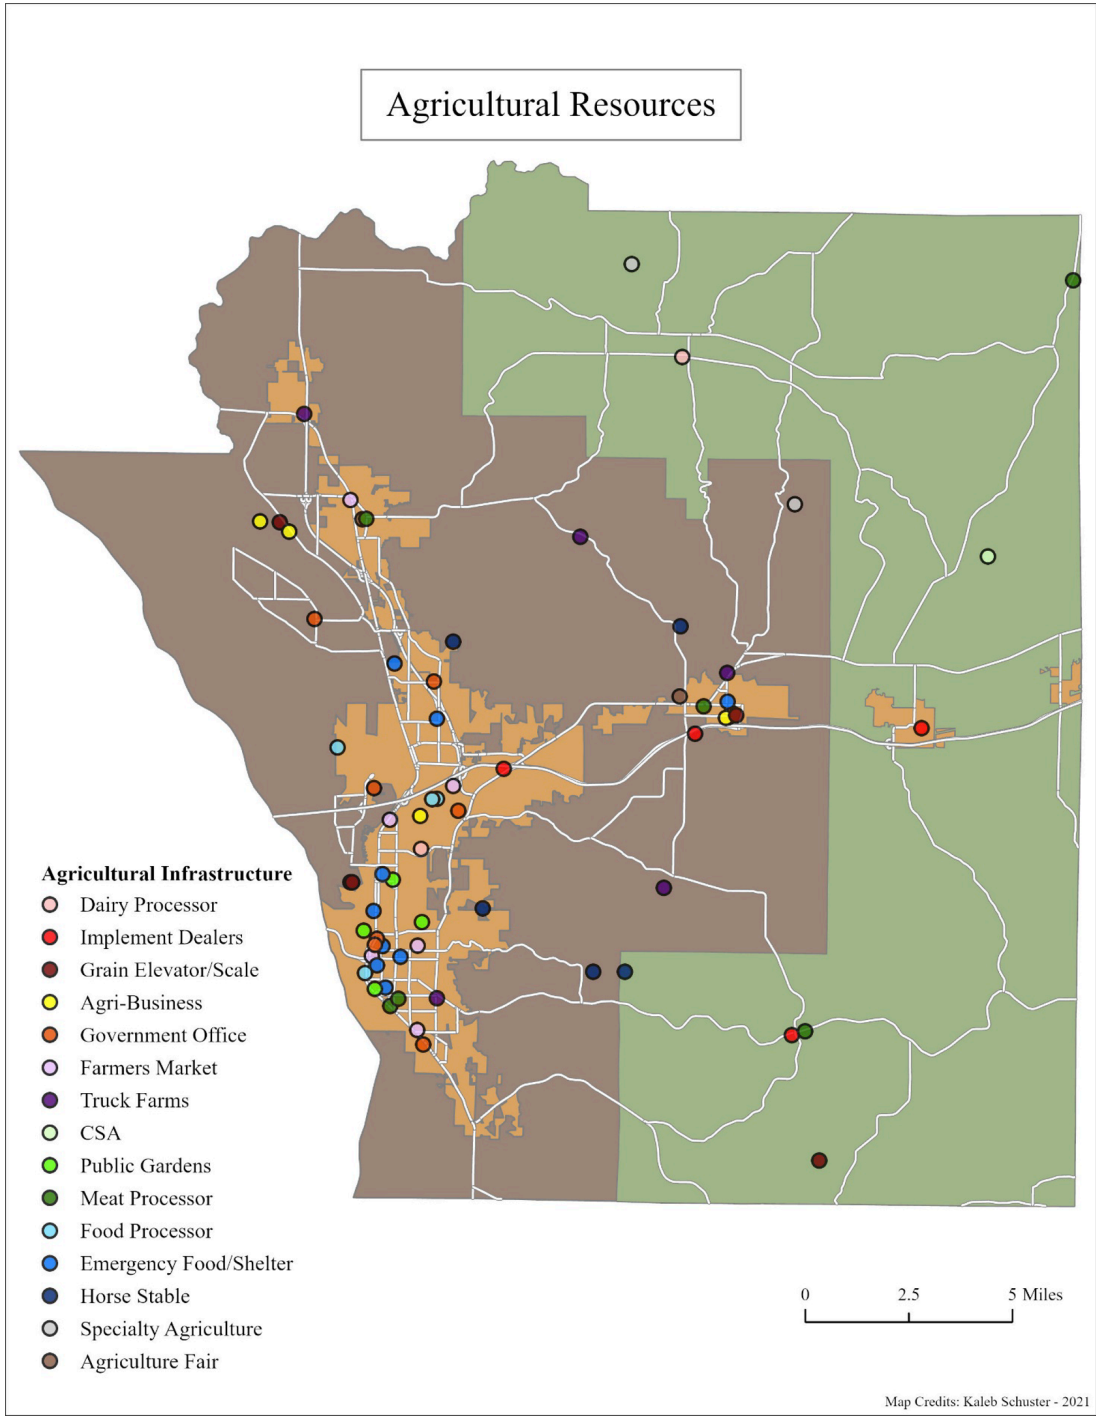 Agricultural Resources
Agricultural Infrastructure
Dairy Processor
Implement Dealers
Grain Elevator/Scale
Agri-Business
Government Office
Farmers Market
Truck Farms
CSA
Public Gardens
Meat Processor
Food Processor
Emergency Food/Shelter
Horse Stable
Specialty Agriculture
Agriculture Fair
0 2.5 5 Miles
Map Credits: Kaleb Schuster - 2021